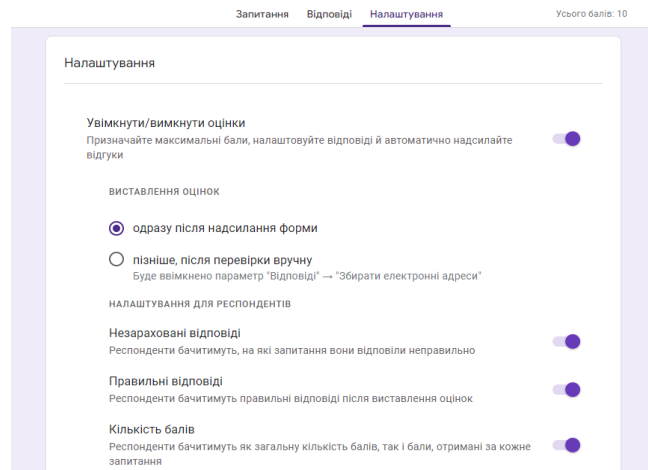 Запитання Відповіді Налаштування Усього балів: 10
Налаштування
Увімкнути/вимкнути оцінки
Призначайте максимальні бали, налаштовуйте відповіді й автоматично надсилайте
відгуки
ВИСТАВЛЕННЯ ОЦІНОК
одразу після надсилання форми
пізніше, після перевірки вручну
Буде ввімкнено параметр "Відповіді" → "Збирати електронні адреси"
НАЛАШТУВАННЯ ДЛЯ РЕСПОНДЕНТІВ
Незараховані відповіді
Респонденти бачитимуть, на які запитання вони відповіли неправильно
Правильні відповіді
Респонденти бачитимуть правильні відповіді після виставлення оцінок
Кількість балів
Респонденти бачитимуть як загальну кількість балів, так і бали, отримані за кожне
запитання